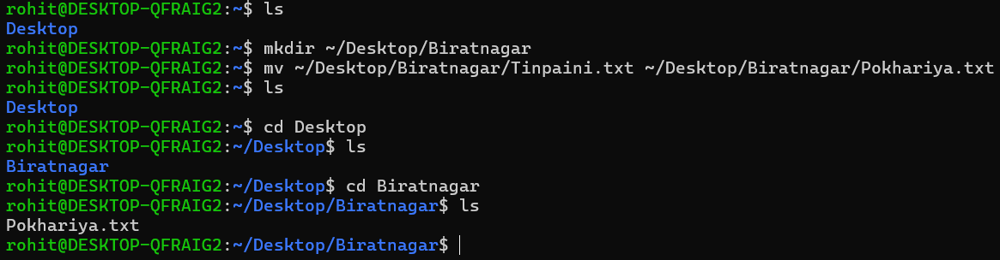 rohit@DESKTOP-QFRAIG2:~$ ls
Desktop
rohit@DESKTOP-QFRAIG2:~$ mkdir ~/Desktop/Biratnagar
rohit@DESKTOP-QFRAIG2:~$ mv ~/Desktop/Biratnagar/Tinpaini.txt ~/Desktop/Biratnagar/Pokhariya.txt
rohit@DESKTOP-QFRAIG2:~$ ls
Desktop
rohit@DESKTOP-QFRAIG2:~$ cd Desktop
rohit@DESKTOP-QFRAIG2:~/Desktop$ ls
Biratnagar
rohit@DESKTOP-QFRAIG2:~/Desktop$ cd Biratnagar
rohit@DESKTOP-QFRAIG2:~/Desktop/Biratnagar$ ls
Pokhariya.txt
rohit@DESKTOP-QFRAIG2:~/Desktop/Biratnagar$